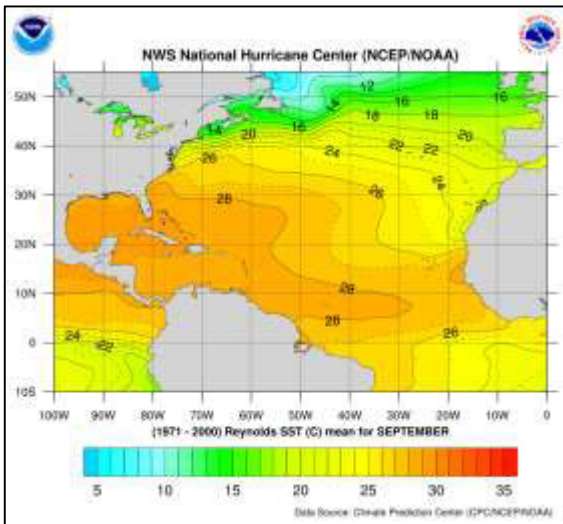 NWS National Hurricane Center (NCEP/NOAA)
50N
40N
30N
20N
10N
0
10S
12
14
16
16
18
18
14
20
16
20
26
24
22
22
24
28
26
28
26
26
24
22
100W 90W 80W 70W 60W 50W 40W 30W 20W 10W 0
(1971 - 2000) Reynolds SST (C) mean for SEPTEMBER
5 10 15 20 25 30 35
Data Source: Climate Prediction Center (CPC/NCEP/NOAA)